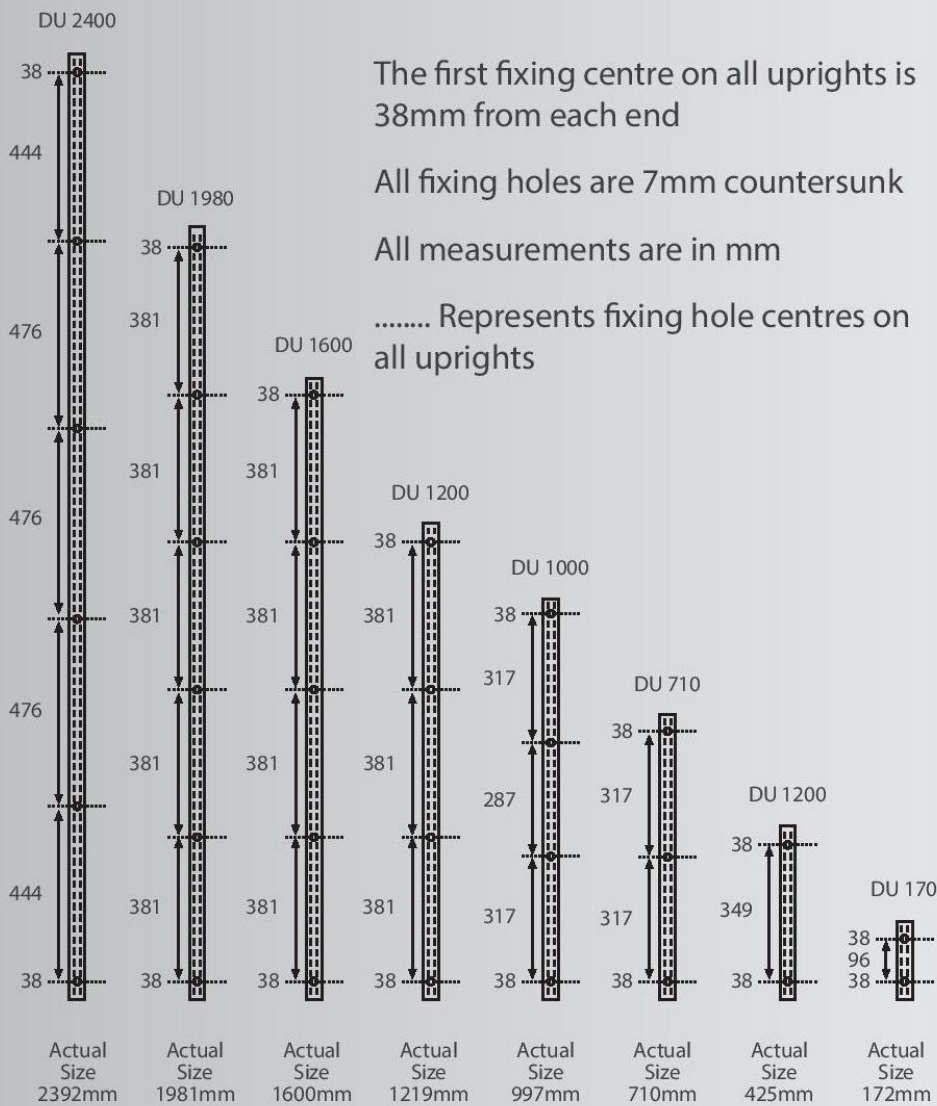 DU 2400
38
444
476
476
476
444
38
Actual
Size
2392mm
DU 1980
38
381
381
381
381
381
38
Actual
Size
1981mm
The first fixing centre on all uprights is
38mm from each end
All fixing holes are 7mm countersunk
All measurements are in mm
........ Represents fixing hole centres on
all uprights
DU 1600
38
381
381
381
381
38
Actual
Size
1600mm
DU 1200
38
381
381
381
38
Actual
Size
1219mm
DU 1000
38
317
287
317
38
Actual
Size
997mm
DU 710
38
317
317
38
Actual
Size
710mm
DU 1200
38
349
38
Actual
Size
425mm
DU 170
38
96
38
Actual
Size
172mm